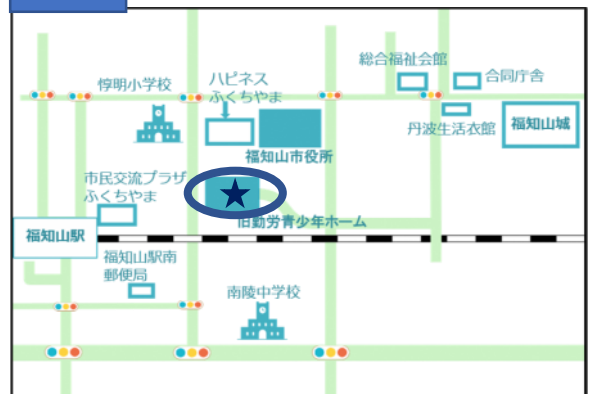 総合福祉会館
惇明小学校
ハピネス
ふくちやま
合同庁舎
丹波生活衣館
福知山城
福知山市役所
市民交流プラザ
ふくちやま
旧勤労青少年ホーム
福知山駅
福知山駅南
郵便局
南陵中学校